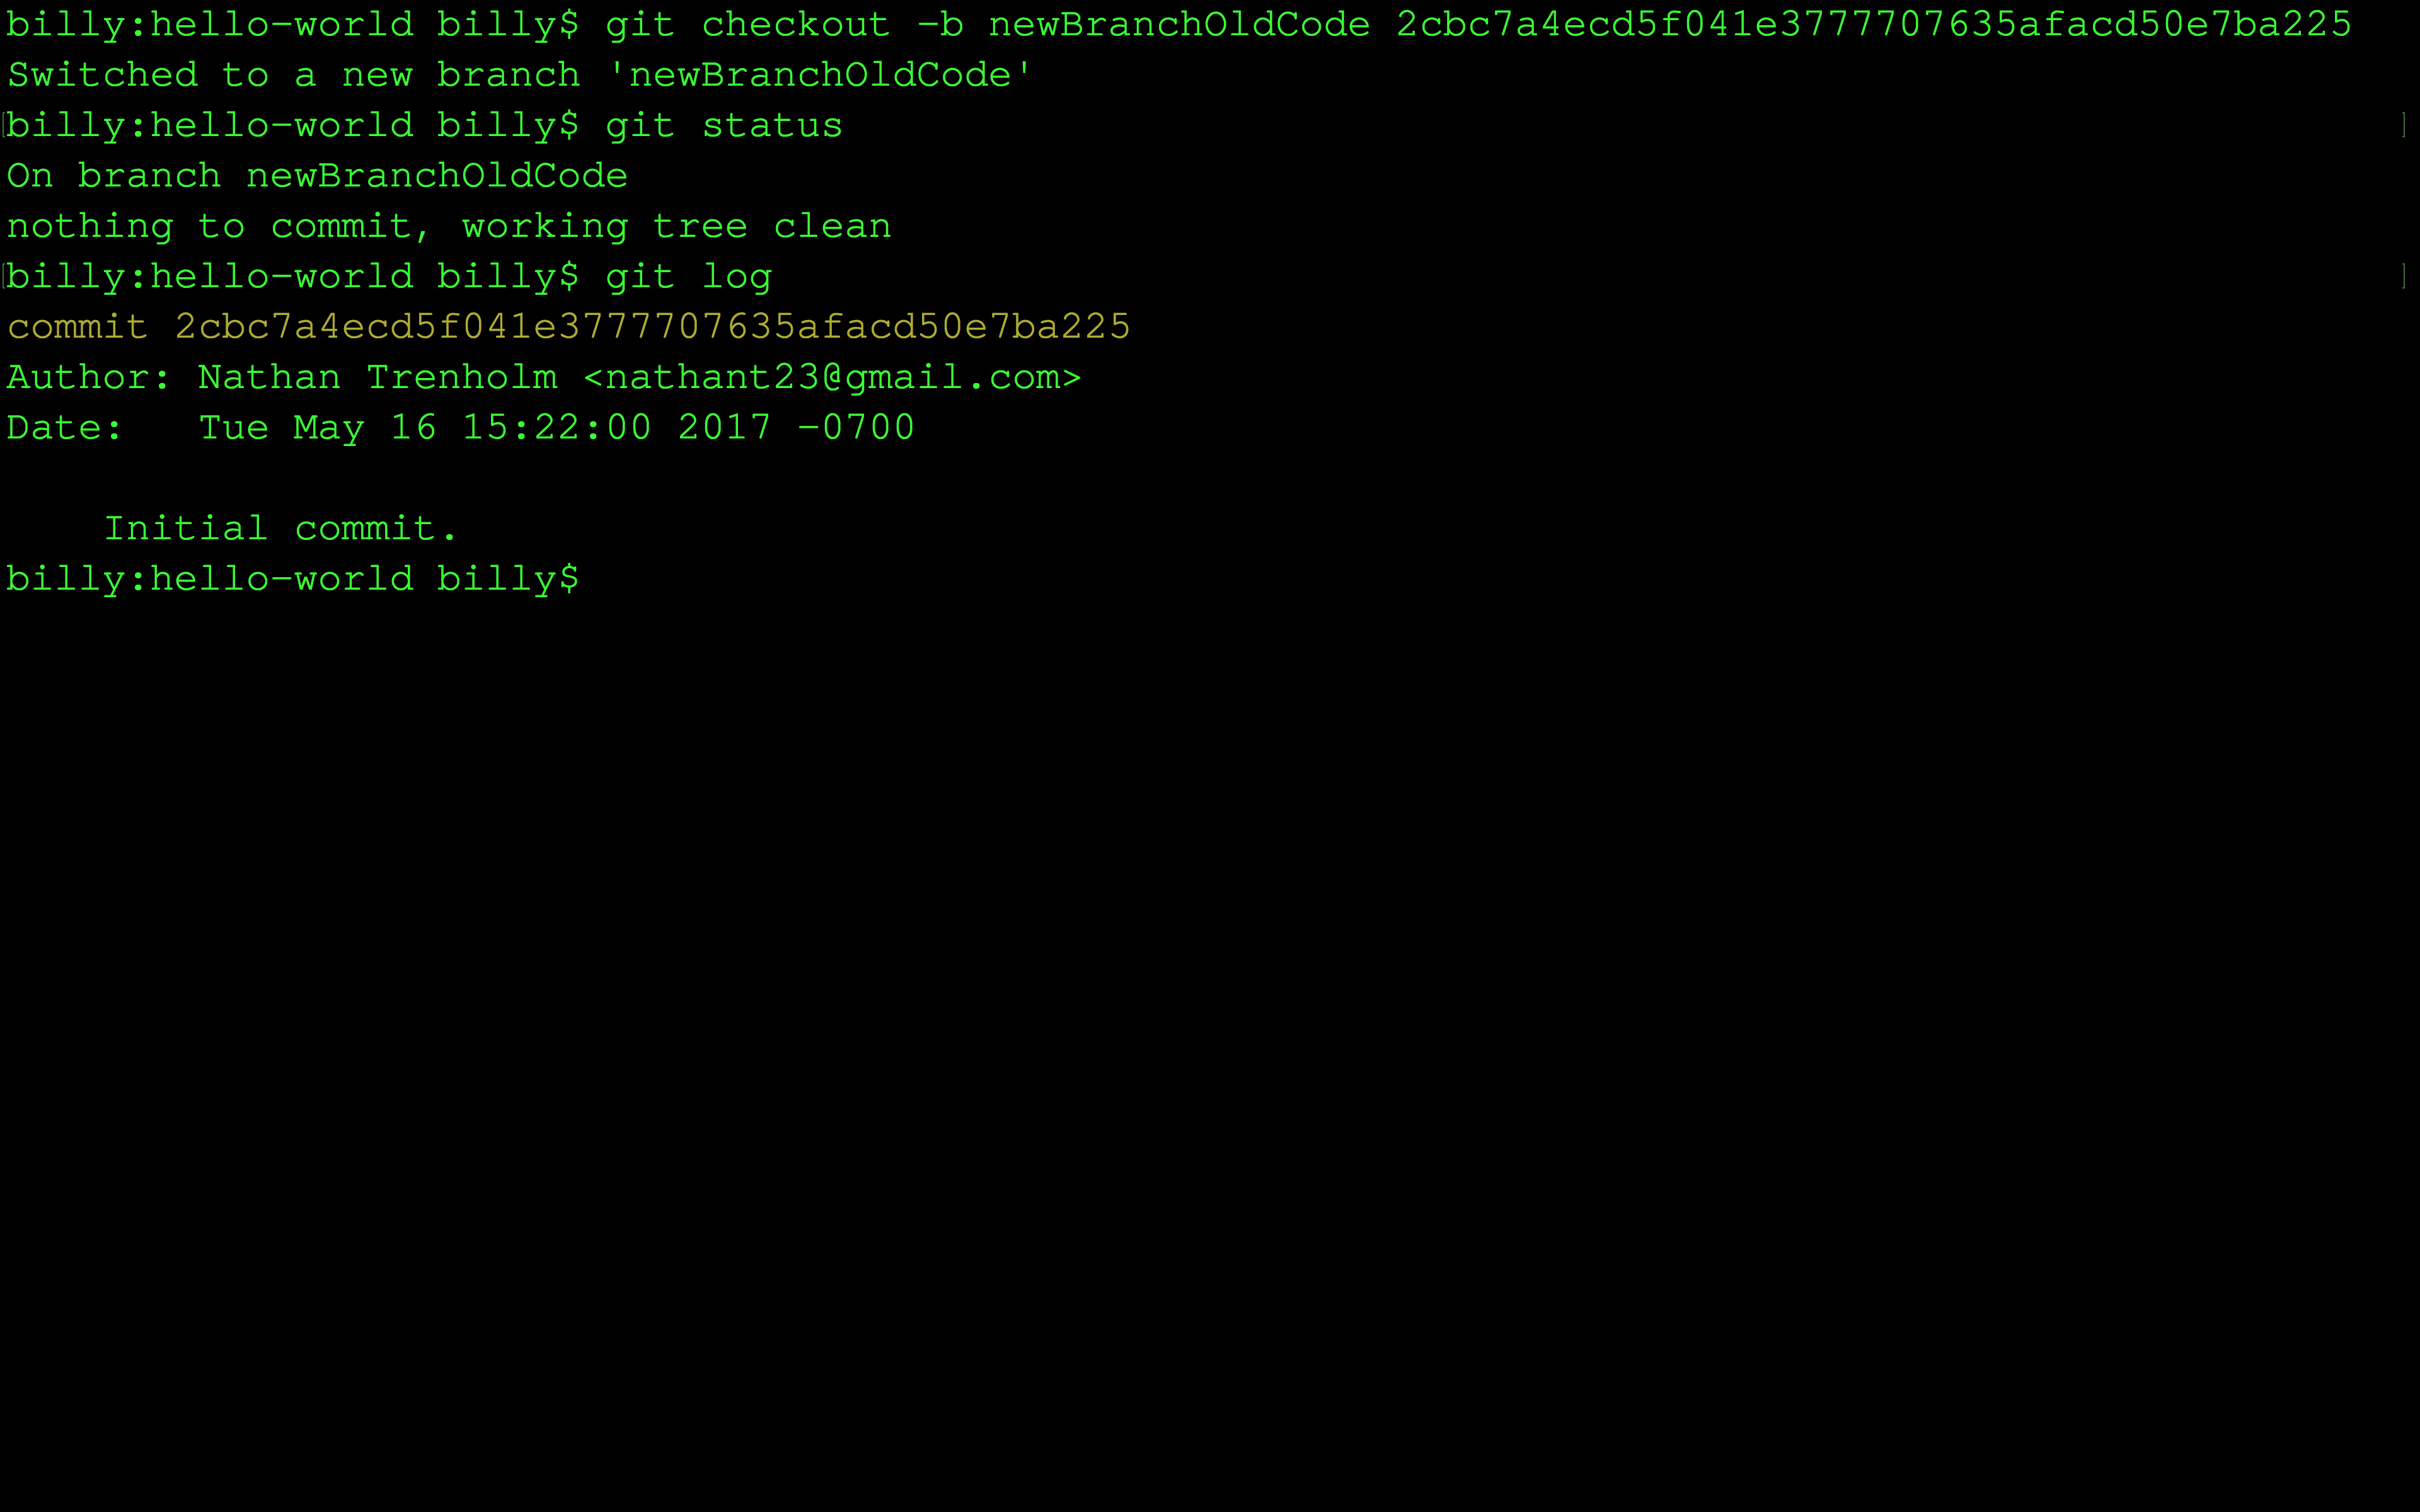 billy:hello-world billy$ git checkout -b newBranchOldCode 2cbc7a4ecd5f041e3777707635afacd50e7ba225
Switched to a new branch 'newBranchOldCode'
[billy:hello-world billy$ git status ]
On branch newBranchOldCode
nothing to commit, working tree clean
[billy:hello-world billy$ git log ]
commit 2cbc7a4ecd5f041e3777707635afacd50e7ba225
Author: Nathan Trenholm <nathant23@gmail.com>
Date:   Tue May 16 15:22:00 2017 -0700
    Initial commit.
billy:hello-world billy$